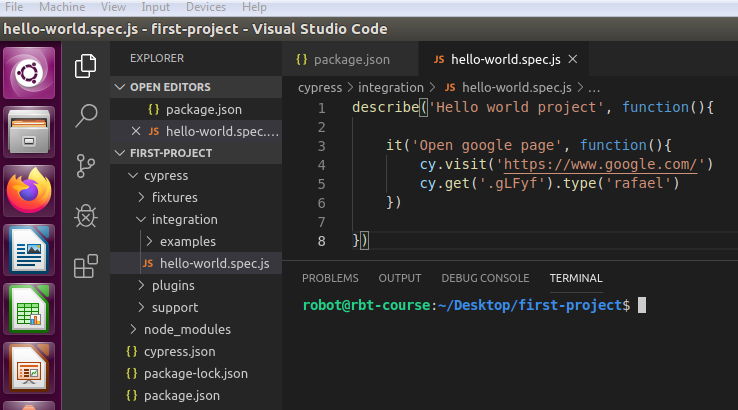 File Machine View Input Devices Help
hello-world.spec.js - first-project - Visual Studio Code
EXPLORER
OPEN EDITORS
{} package.json
JS hello-world.spec....
FIRST-PROJECT
cypress
fixtures
integration
examples
JS hello-world.spec.js
plugins
support
node_modules
{} cypress.json
{} package-lock.json
{} package.json
{} package.json
JS hello-world.spec.js
cypress > integration > JS hello-world.spec.js > ...
1 describe('Hello world project', function(){
2
3 it('Open google page', function(){
4 cy.visit('https://www.google.com/')
5 cy.get('.gLFyf').type('rafael')
6 })
7
8 })
PROBLEMS OUTPUT DEBUG CONSOLE TERMINAL
robot@rbt-course:~/Desktop/first-project$